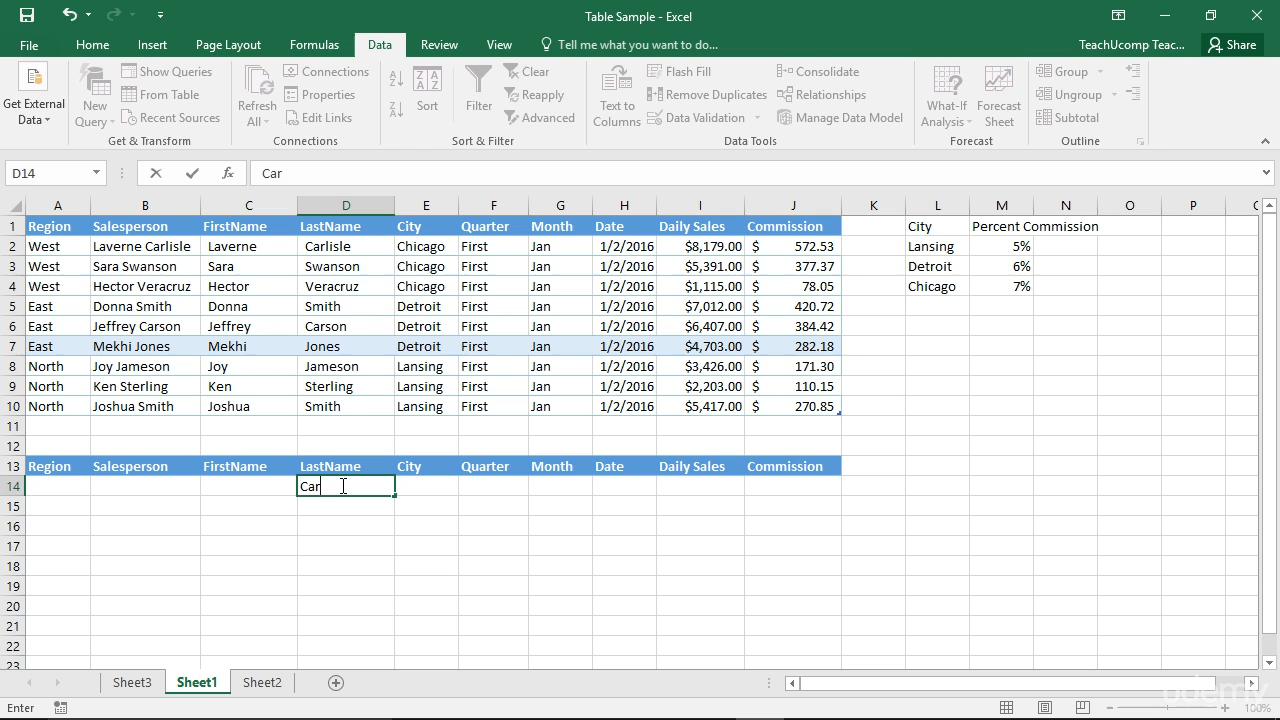 Table Sample - Excel
File Home Insert Page Layout Formulas Data Review View Tell me what you want to do... TeachUcomp Teac... Share
Get External Data
New Query
Show Queries
From Table
Recent Sources
Get & Transform
Refresh All
Connections
Properties
Edit Links
Connections
Sort
Filter
Clear
Reapply
Advanced
Sort & Filter
Text to Columns
Flash Fill
Remove Duplicates
Data Validation
Consolidate
Relationships
Manage Data Model
Data Tools
What-If Analysis
Forecast Sheet
Forecast
Group
Ungroup
Subtotal
Outline
D14 fx Car
A B C D E F G H I J K L M N O P
1 Region Salesperson FirstName LastName City Quarter Month Date Daily Sales Commission City Percent Commission
2 West Laverne Carlisle Laverne Carlisle Chicago First Jan 1/2/2016 $8,179.00 $ 572.53 Lansing 5%
3 West Sara Swanson Sara Swanson Chicago First Jan 1/2/2016 $5,391.00 $ 377.37 Detroit 6%
4 West Hector Veracruz Hector Veracruz Chicago First Jan 1/2/2016 $1,115.00 $ 78.05 Chicago 7%
5 East Donna Smith Donna Smith Detroit First Jan 1/2/2016 $7,012.00 $ 420.72
6 East Jeffrey Carson Jeffrey Carson Detroit First Jan 1/2/2016 $6,407.00 $ 384.42
7 East Mekhi Jones Mekhi Jones Detroit First Jan 1/2/2016 $4,703.00 $ 282.18
8 North Joy Jameson Joy Jameson Lansing First Jan 1/2/2016 $3,426.00 $ 171.30
9 North Ken Sterling Ken Sterling Lansing First Jan 1/2/2016 $2,203.00 $ 110.15
10 North Joshua Smith Joshua Smith Lansing First Jan 1/2/2016 $5,417.00 $ 270.85
11
12
13 Region Salesperson FirstName LastName City Quarter Month Date Daily Sales Commission
14 Car
15
16
17
18
19
20
21
22
23
Sheet3 Sheet1 Sheet2
udemy
Enter 100%